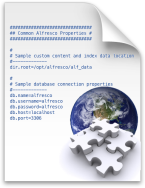 ###############################
## Common Alfresco Properties #
###############################
#
# Sample custom content and index data location
#-------------
dir.root=/opt/alfresco/alf_data
#
# Sample database connection properties
#-------------
db.name=alfresco
db.username=alfresco
db.password=alfresco
db.host=localhost
db.port=3306